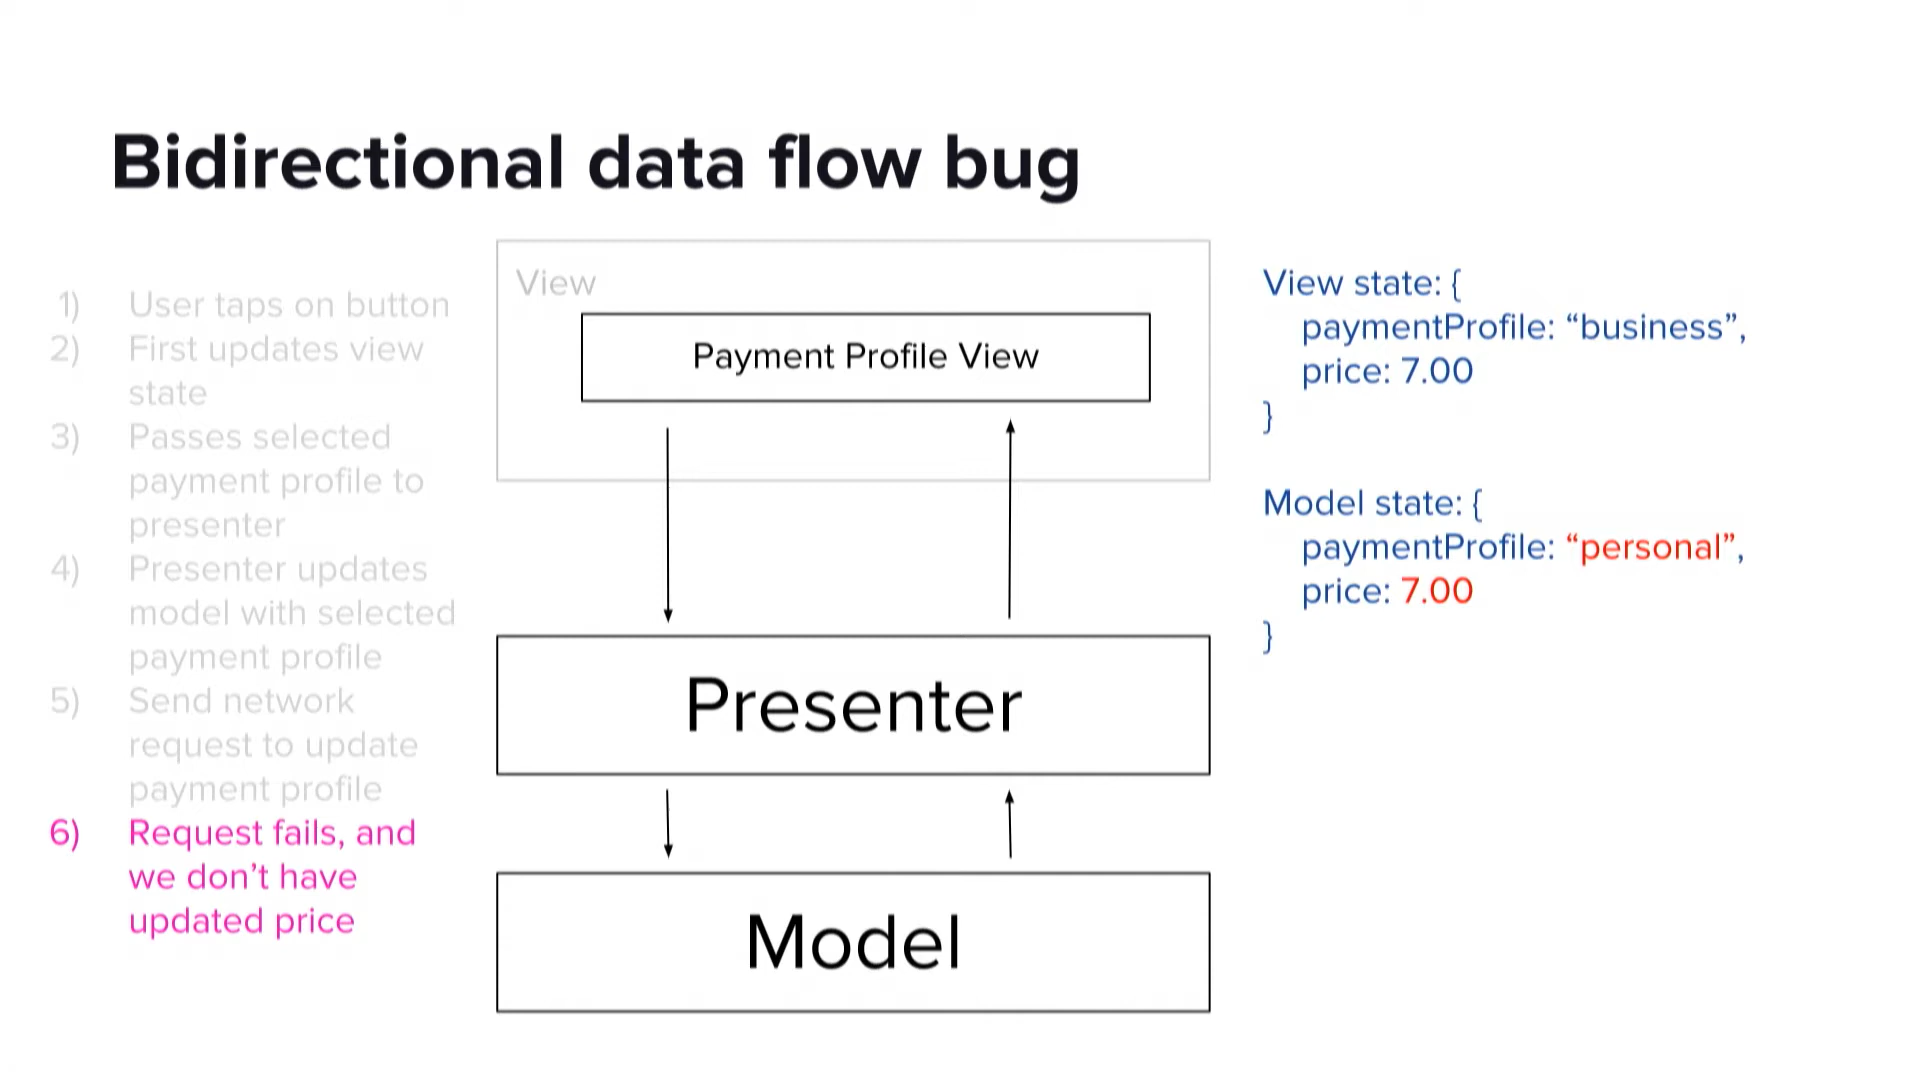 Bidirectional data flow bug
1) User taps on button
2) First updates view
state
3) Passes selected
payment profile to
presenter
4) Presenter updates
model with selected
payment profile
5) Send network
request to update
payment profile
6) Request fails, and
we don’t have
updated price
View
Payment Profile View
Presenter
Model
View state: {
paymentProfile: “business”,
price: 7.00
}
Model state: {
paymentProfile: “personal”,
price: 7.00
}